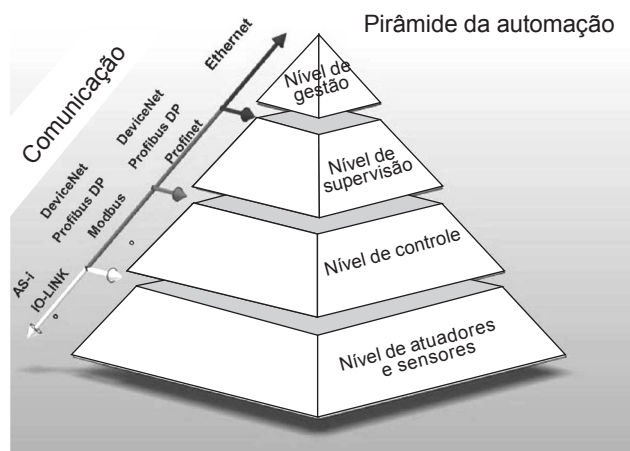 Pirâmide da automação
Comunicação
Ethernet
DeviceNet
Profibus DP
Profinet
DeviceNet
Profibus DP
Modbus
AS-i
IO-LINK
Nível de
gestão
Nível de
supervisão
Nível de controle
Nível de atuadores
e sensores